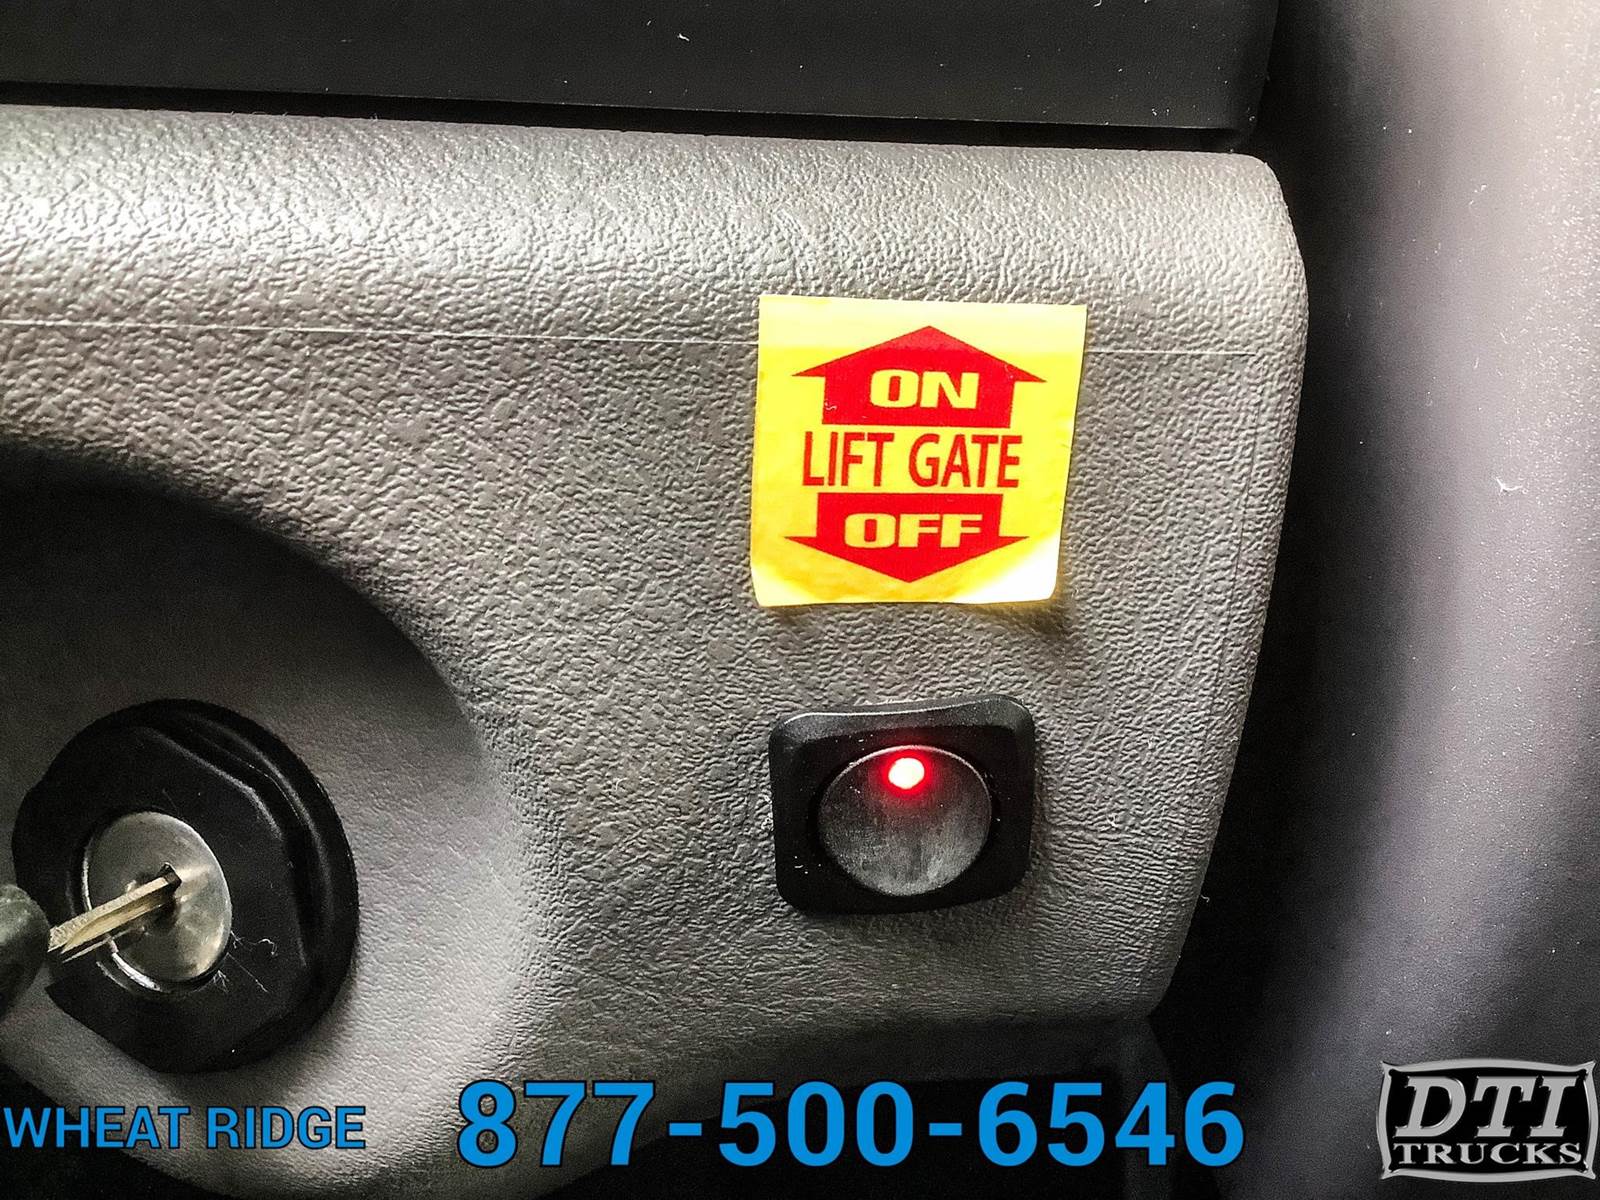 ON
LIFT GATE
OFF
WHEAT RIDGE 877-500-6546
DTI
TRUCKS